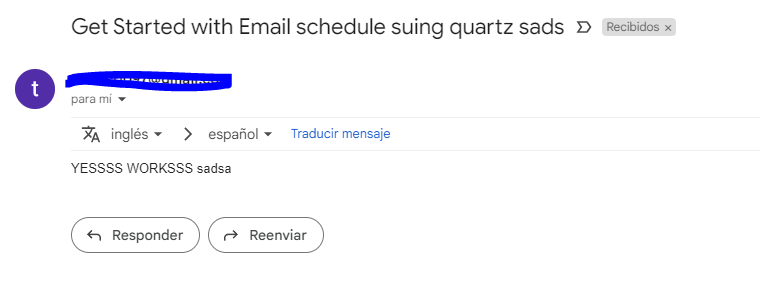 Get Started with Email schedule suing quartz sads Recibidos ×
t
para mí
inglés español Traducir mensaje
YESSSS WORKSSS sadsa
Responder Reenviar